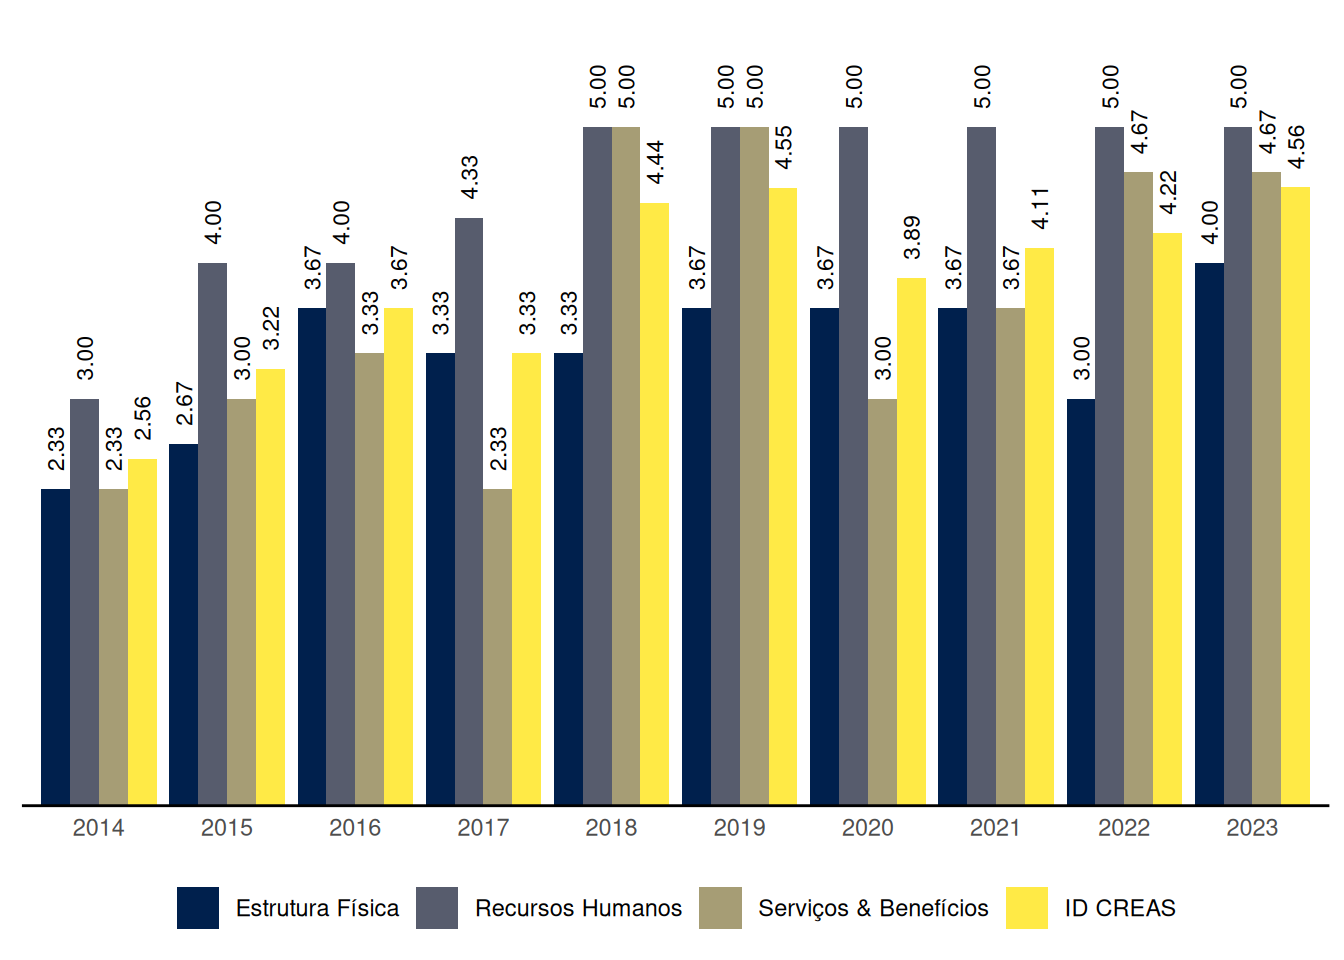 2.33 3.00 2.33 2.56
2.67 4.00 3.00 3.22
3.67 4.00 3.33 3.67
3.33 4.33 2.33 3.33
3.33 5.00 5.00 4.44
3.67 5.00 5.00 4.55
3.67 5.00 3.00 3.89
3.67 5.00 3.67 4.11
3.00 5.00 4.67 4.22
4.00 5.00 4.67 4.56
2014 2015 2016 2017 2018 2019 2020 2021 2022 2023
Estrutura Física Recursos Humanos Serviços & Benefícios ID CREAS